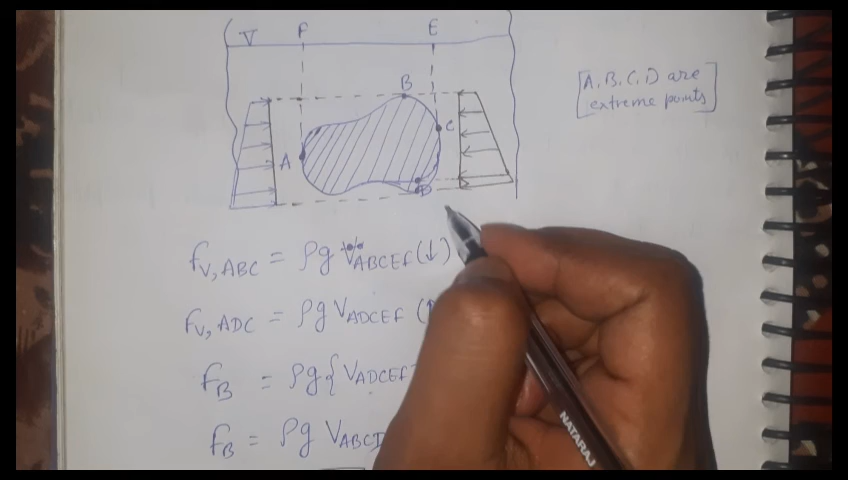 F E
B
[A, B, C, D are
extreme points]
C
A
D
fV, ABC = ρg VABCEF (↓)
fV, ADC = ρg VADCEF (
fB = ρg{VADCEF
fB = ρg VABC
NATARAJ